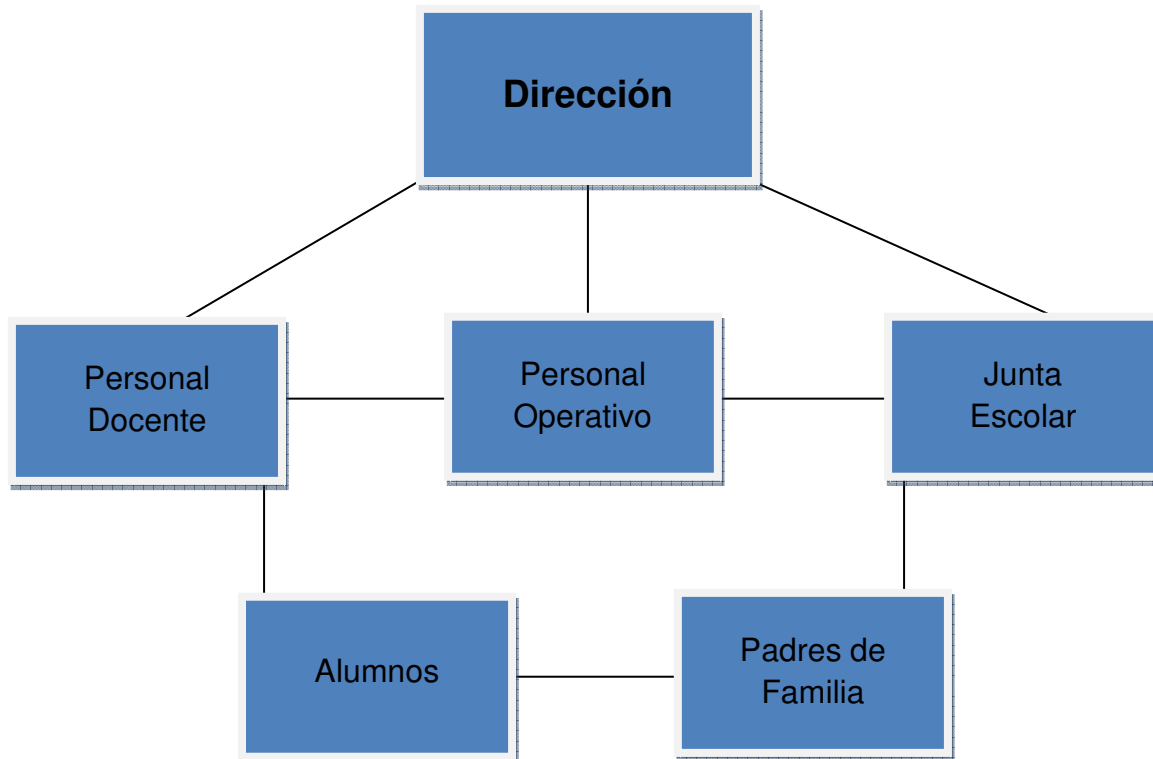 Dirección
Personal
Docente
Personal
Operativo
Junta
Escolar
Alumnos
Padres de
Familia